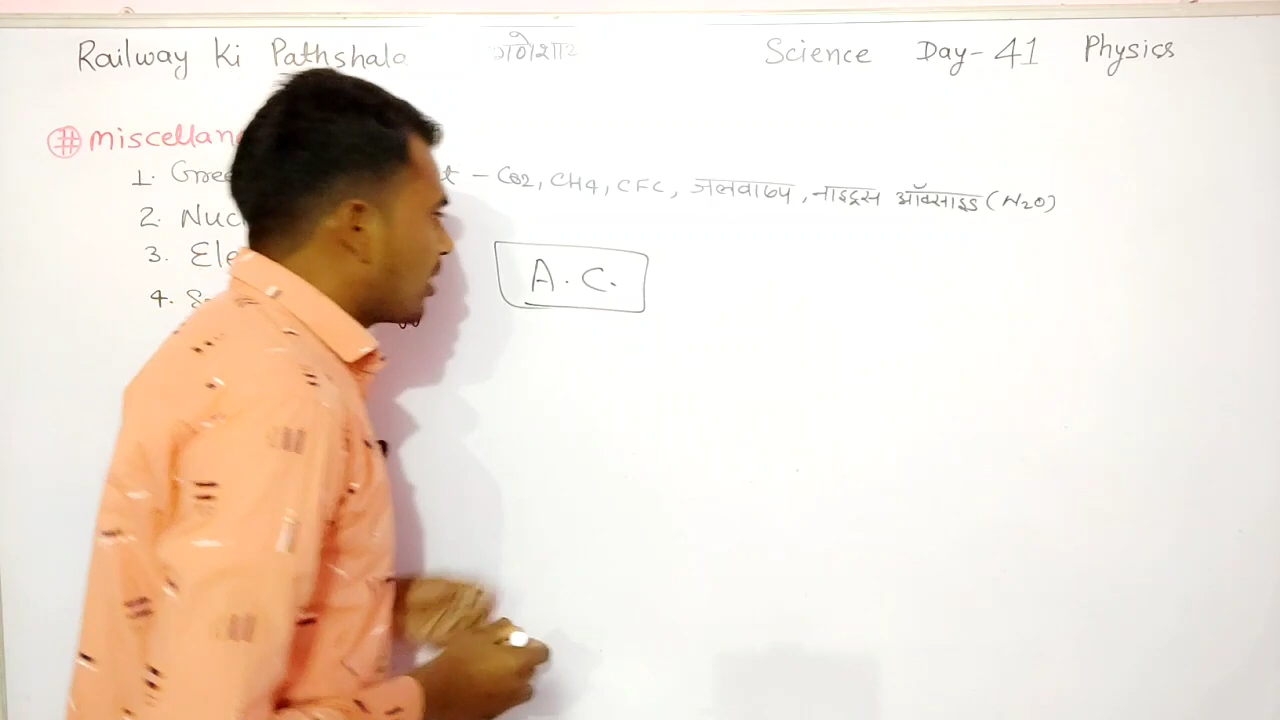 Railway Ki Pathshala Science Day-41 Physics
# miscellan
1. Gree t - CO2, CH4, CFC, जलवाष्प, नाइट्रस ऑक्साइड (N2O)
2. Nuc
3. Ele
A.C.
4. S